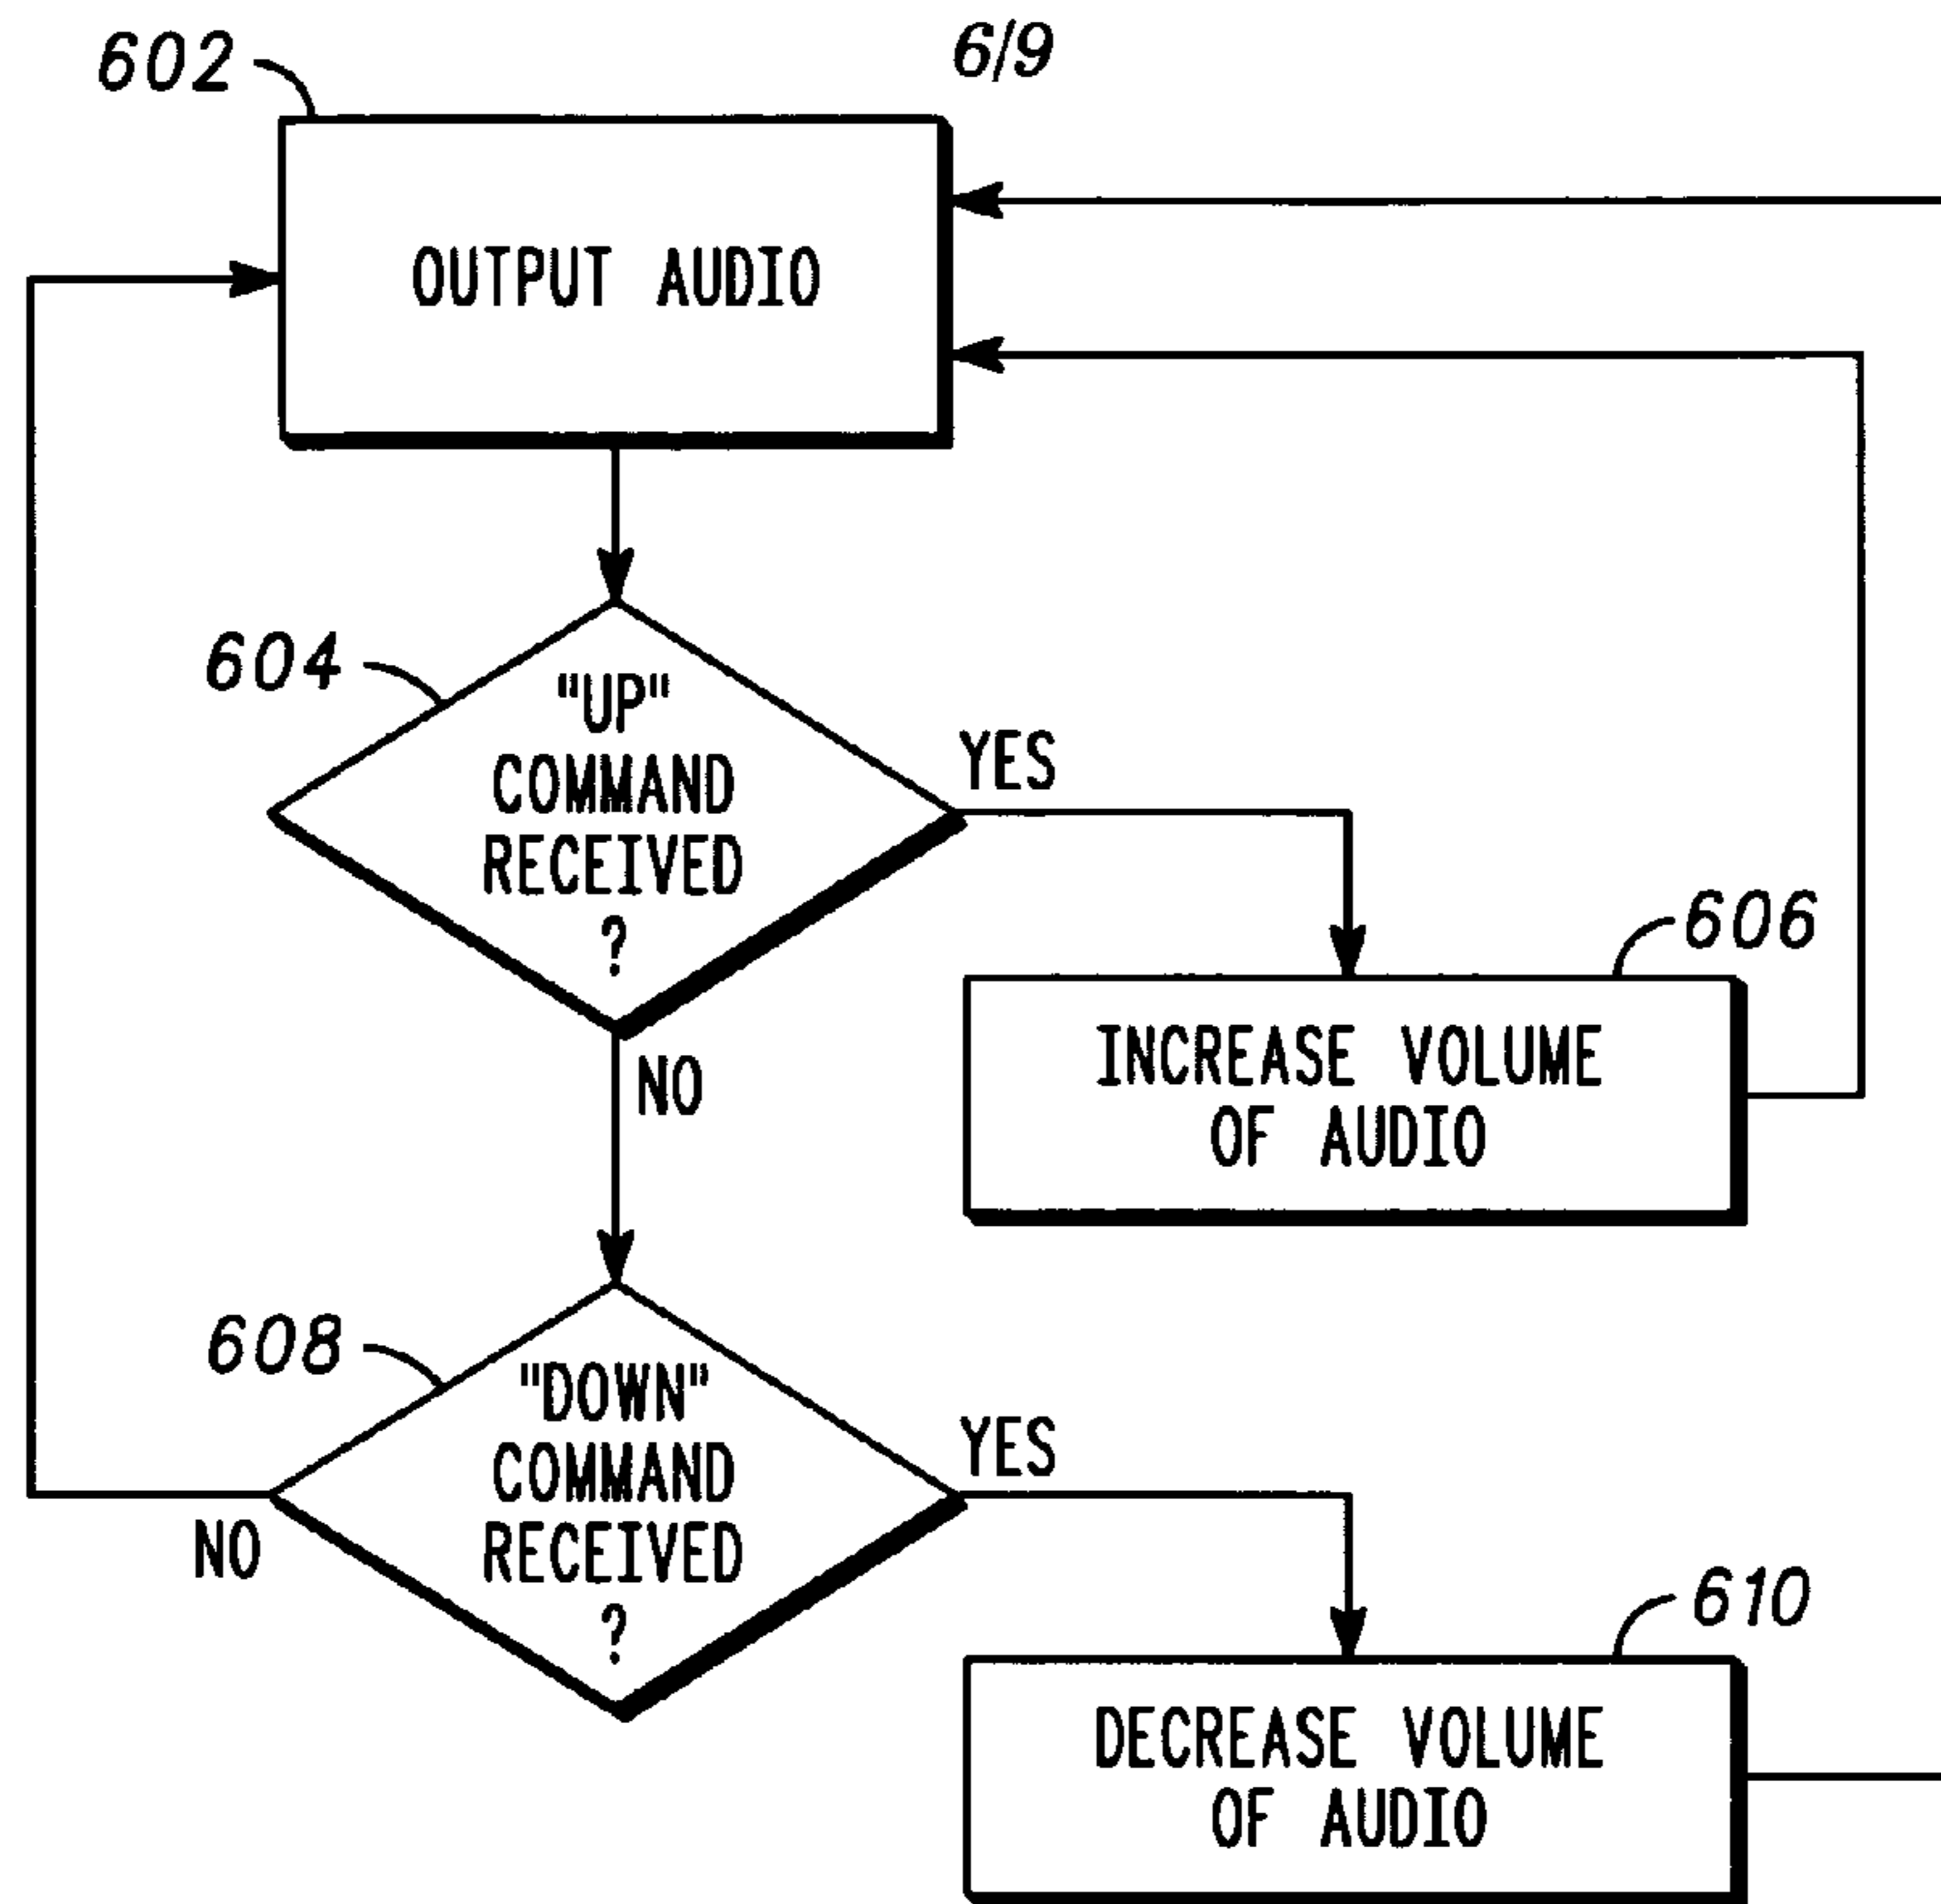 602
6/9
OUTPUT AUDIO
604
"UP"
COMMAND
RECEIVED
?
YES
606
INCREASE VOLUME
OF AUDIO
NO
608
"DOWN"
COMMAND
RECEIVED
?
YES
NO
610
DECREASE VOLUME
OF AUDIO